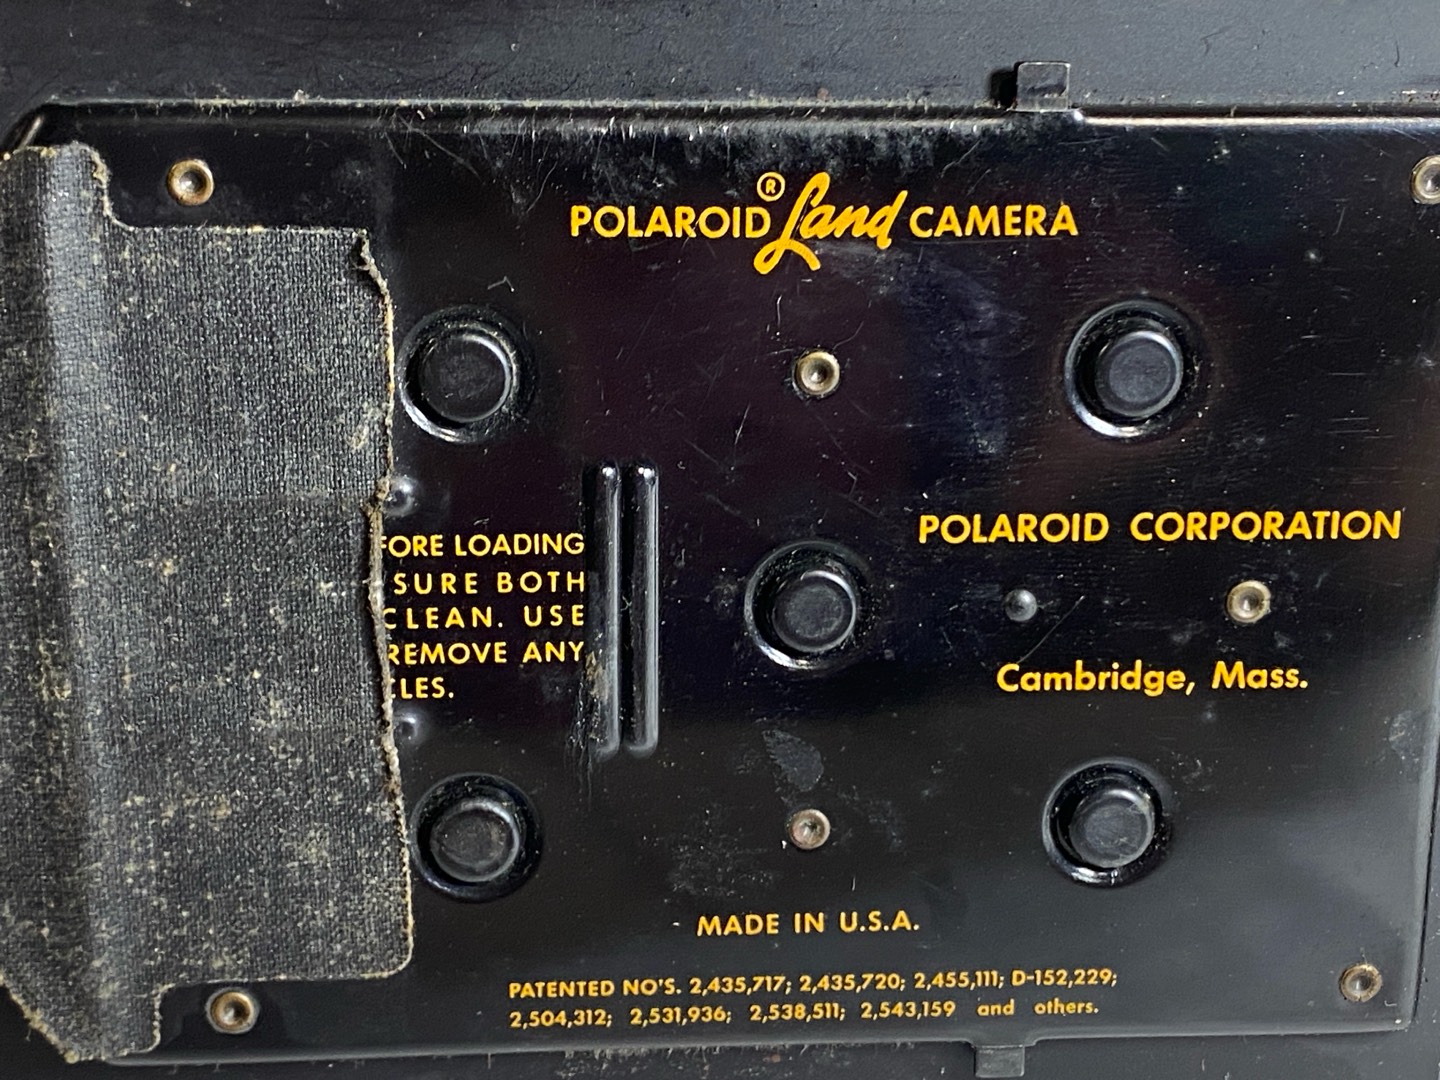 POLAROID® Land CAMERA
FORE LOADING
SURE BOTH
CLEAN. USE
REMOVE ANY
CLES.
POLAROID CORPORATION
Cambridge, Mass.
MADE IN U.S.A.
PATENTED NO'S. 2,435,717; 2,435,720; 2,455,111; D-152,229;
2,504,312; 2,531,936; 2,538,511; 2,543,159 and others.